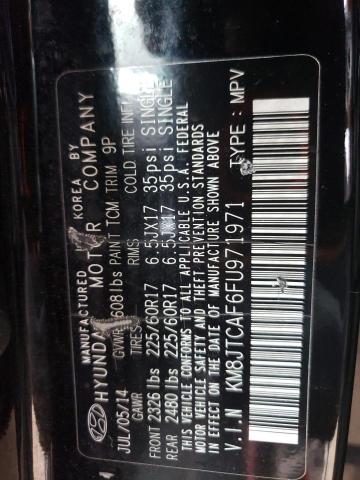 MANUFACTURED IN KOREA BY
HYUNDAI MOTOR COMPANY
JUL/05/14 GVWR 608 lbs PAINT TCM TRIM 9P
GAWR TIRES RIMS COLD TIRE
FRONT 2326 lbs 225/60R17 6.5JX17 35psi SINGLE
REAR 2480 lbs 225/60R17 6.5JX17 35psi SINGLE
THIS VEHICLE CONFORMS TO ALL APPLICABLE U.S.A. FEDERAL
MOTOR VEHICLE SAFETY AND THEFT PREVENTION STANDARDS
IN EFFECT ON THE DATE OF MANUFACTURE SHOWN ABOVE
V.I.N KM8JTCAF6FU971971 TYPE: MPV